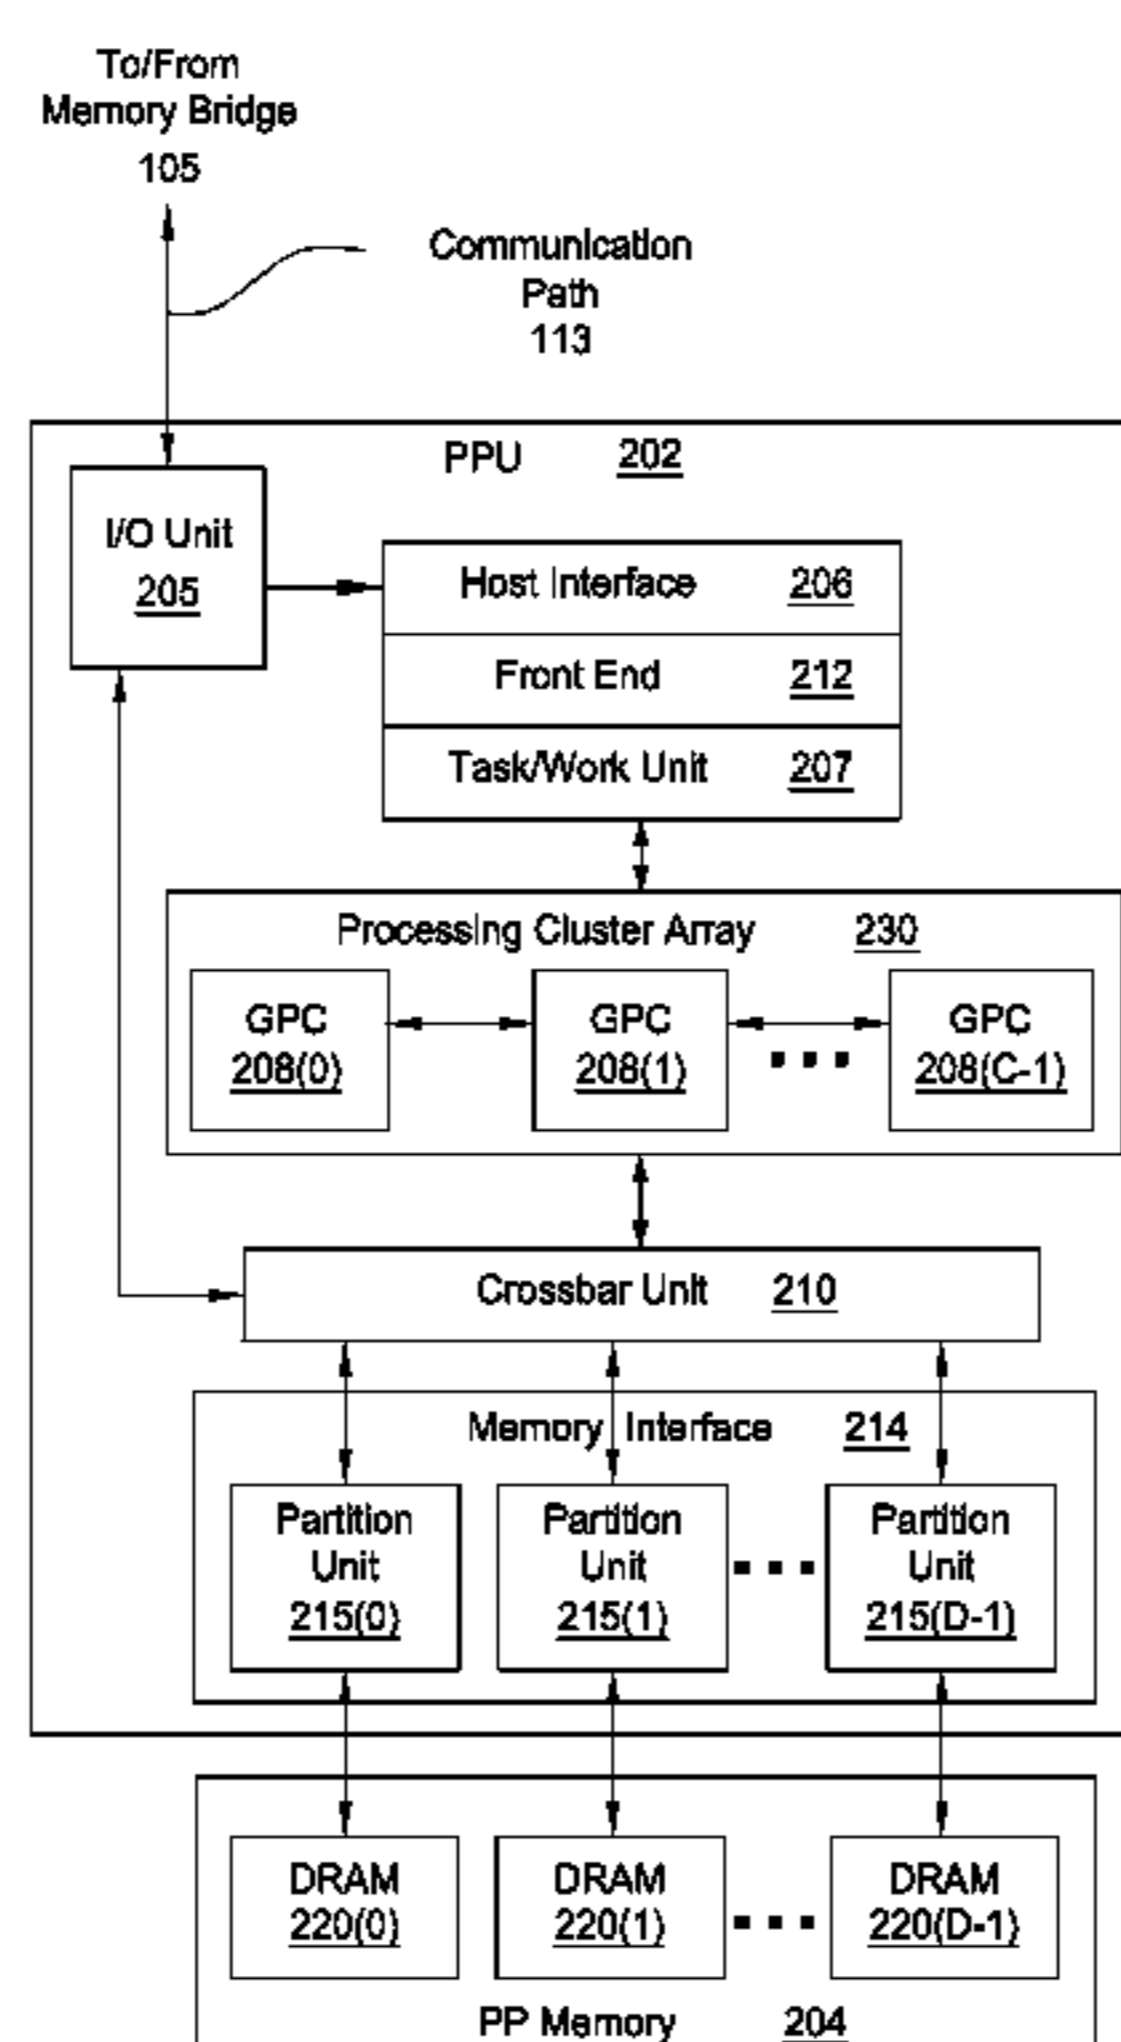 To/From
Memory Bridge
105
Communication
Path
113
PPU 202
I/O Unit
205
Host Interface 206
Front End 212
Task/Work Unit 207
Processing Cluster Array 230
GPC
208(0)
GPC
208(1)
GPC
208(C-1)
Crossbar Unit 210
Memory Interface 214
Partition
Unit
215(0)
Partition
Unit
215(1)
Partition
Unit
215(D-1)
DRAM
220(0)
DRAM
220(1)
DRAM
220(D-1)
PP Memory 204